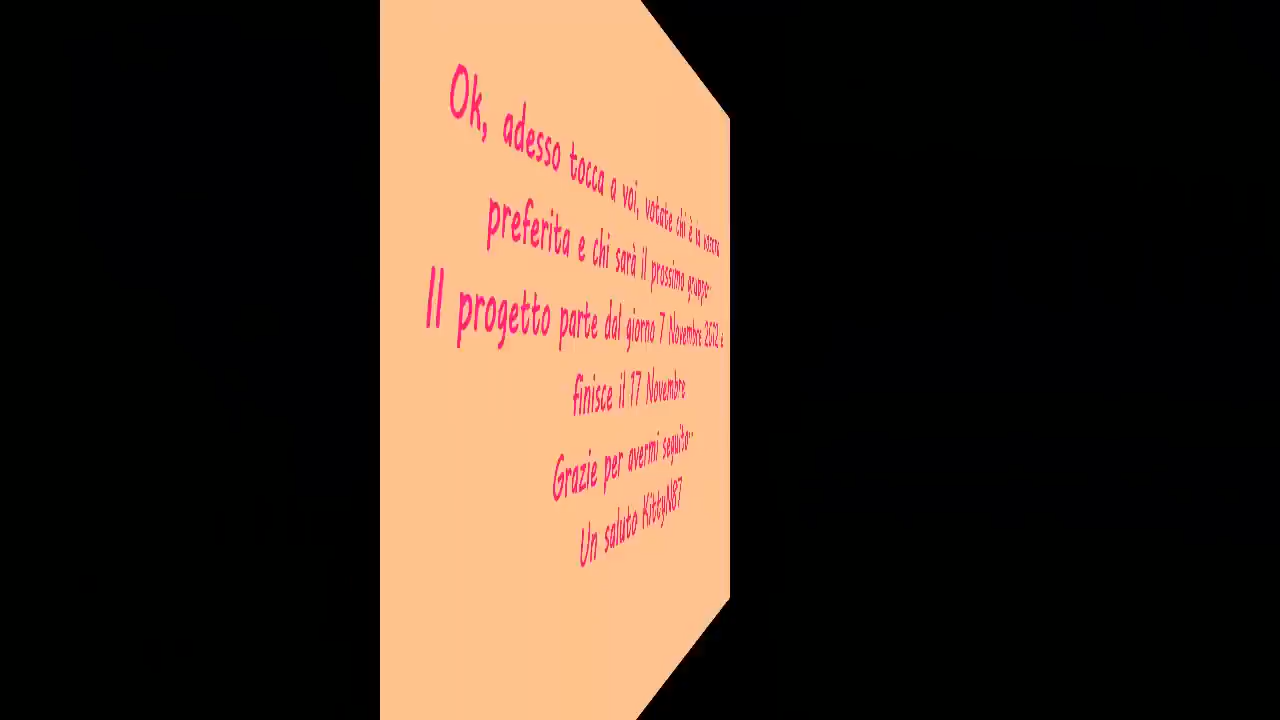 Ok, adesso tocca a voi, votate chi è la vostra
preferita e chi sarà il prossimo gruppo...
Il progetto parte dal giorno 7 Novembre 2012 e
finisce il 17 Novembre
Grazie per avermi seguito...
Un saluto KittyN87